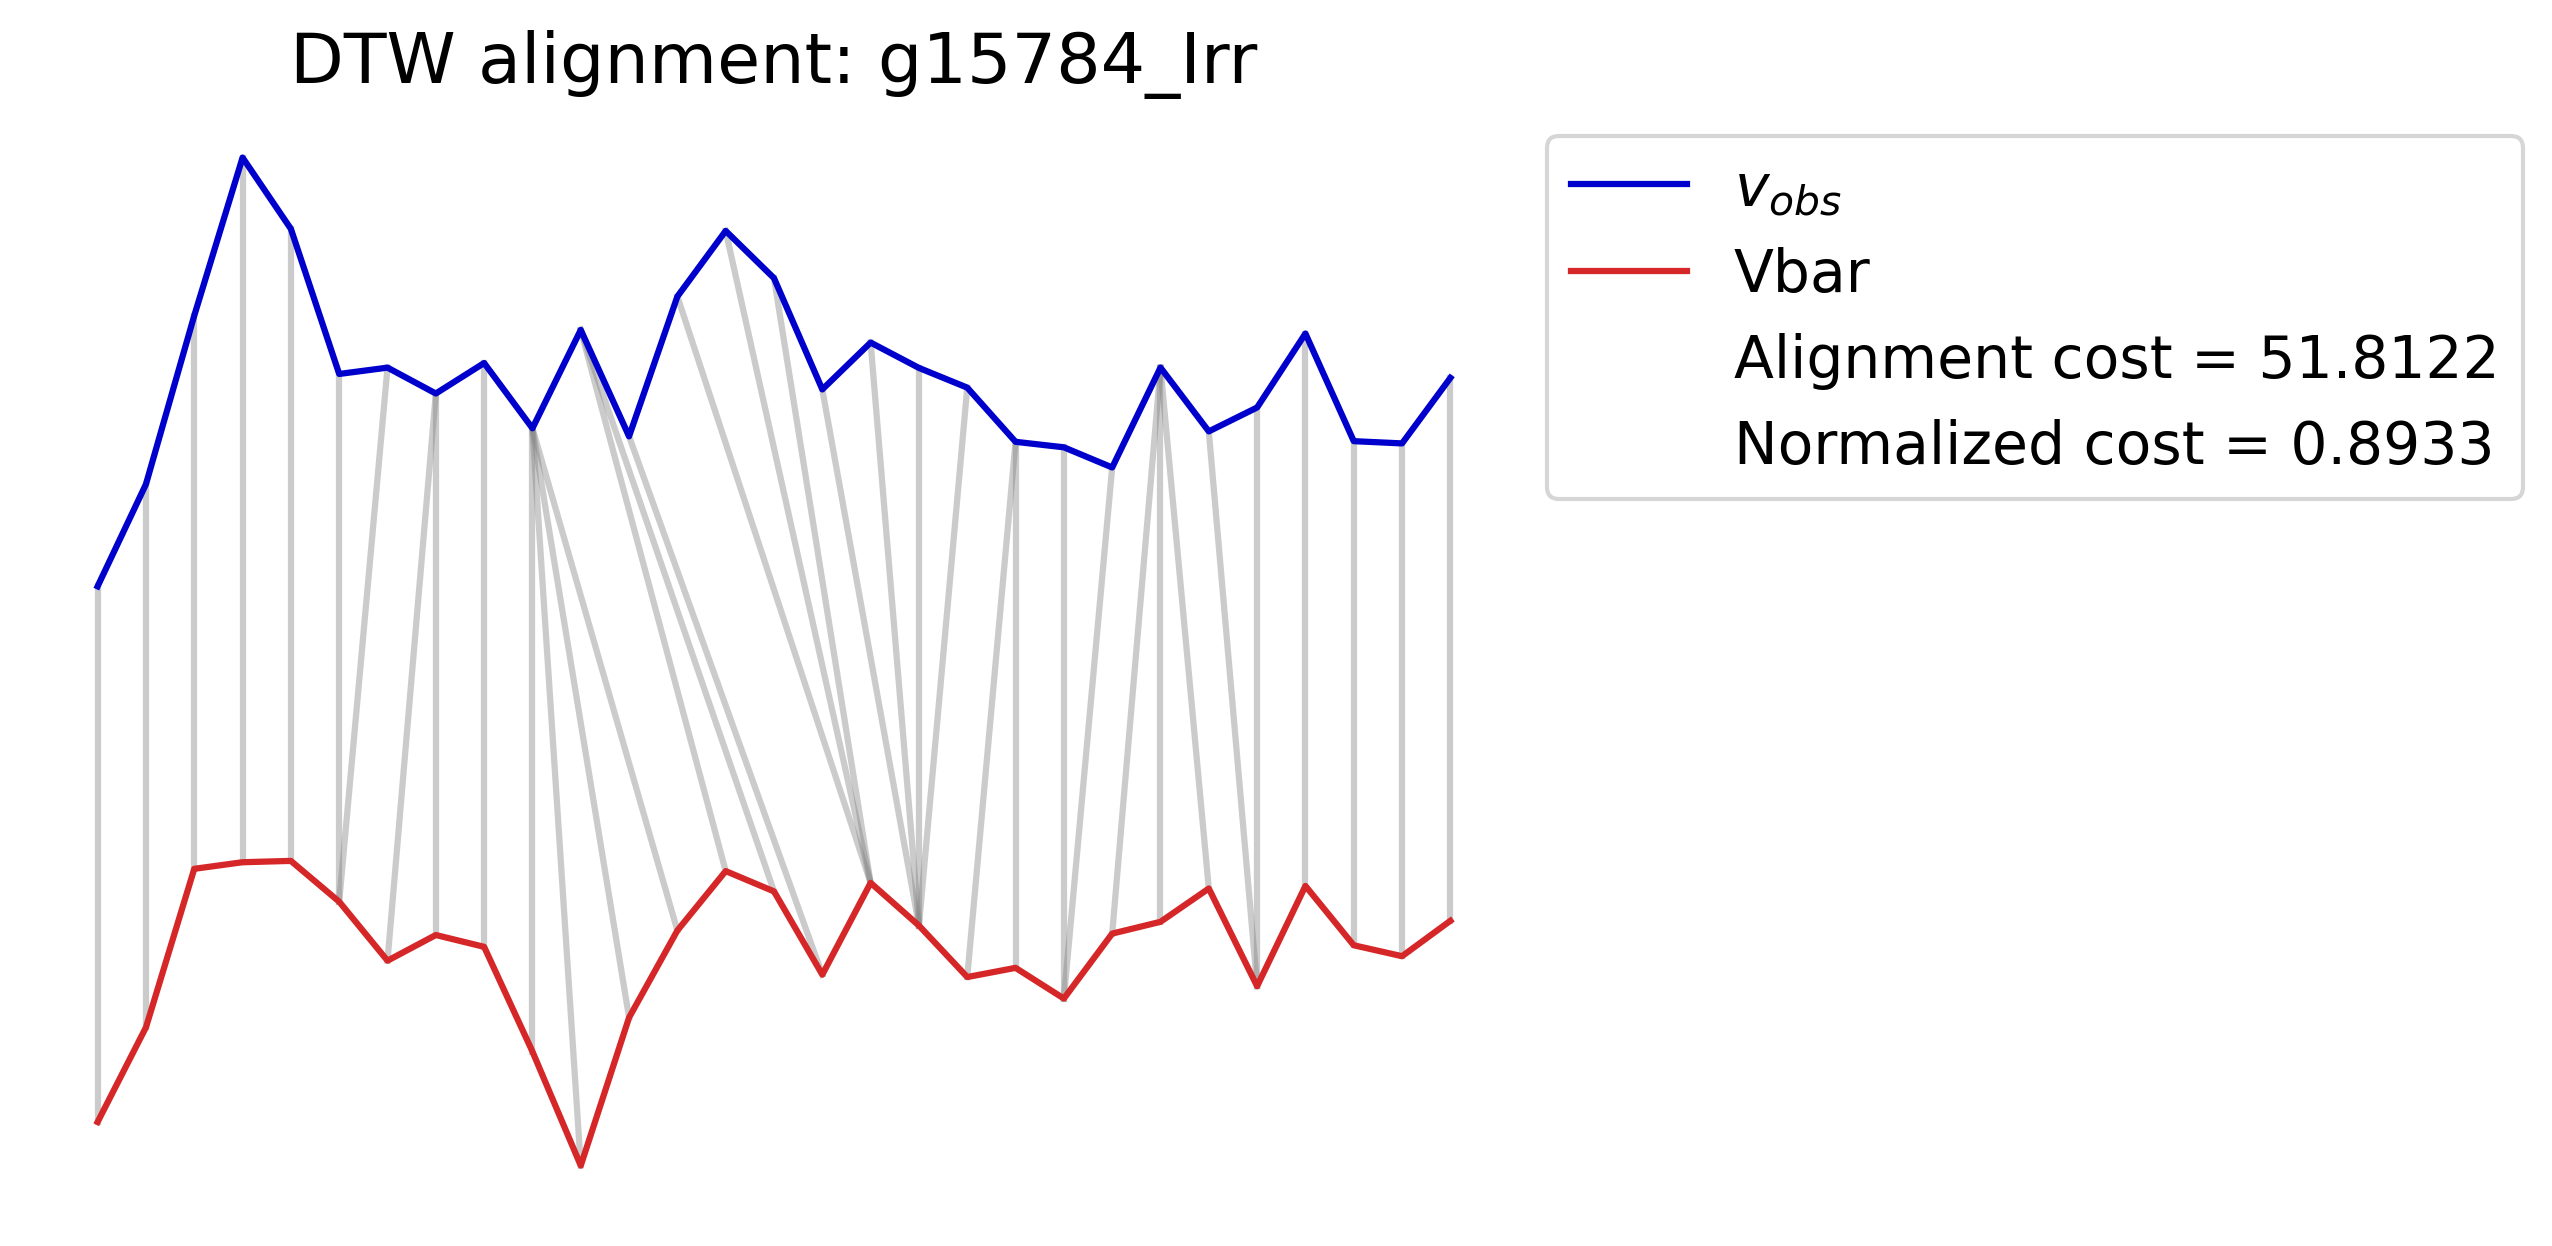 DTW alignment: g15784_Irr
v_obs
Vbar
Alignment cost = 51.8122
Normalized cost = 0.8933